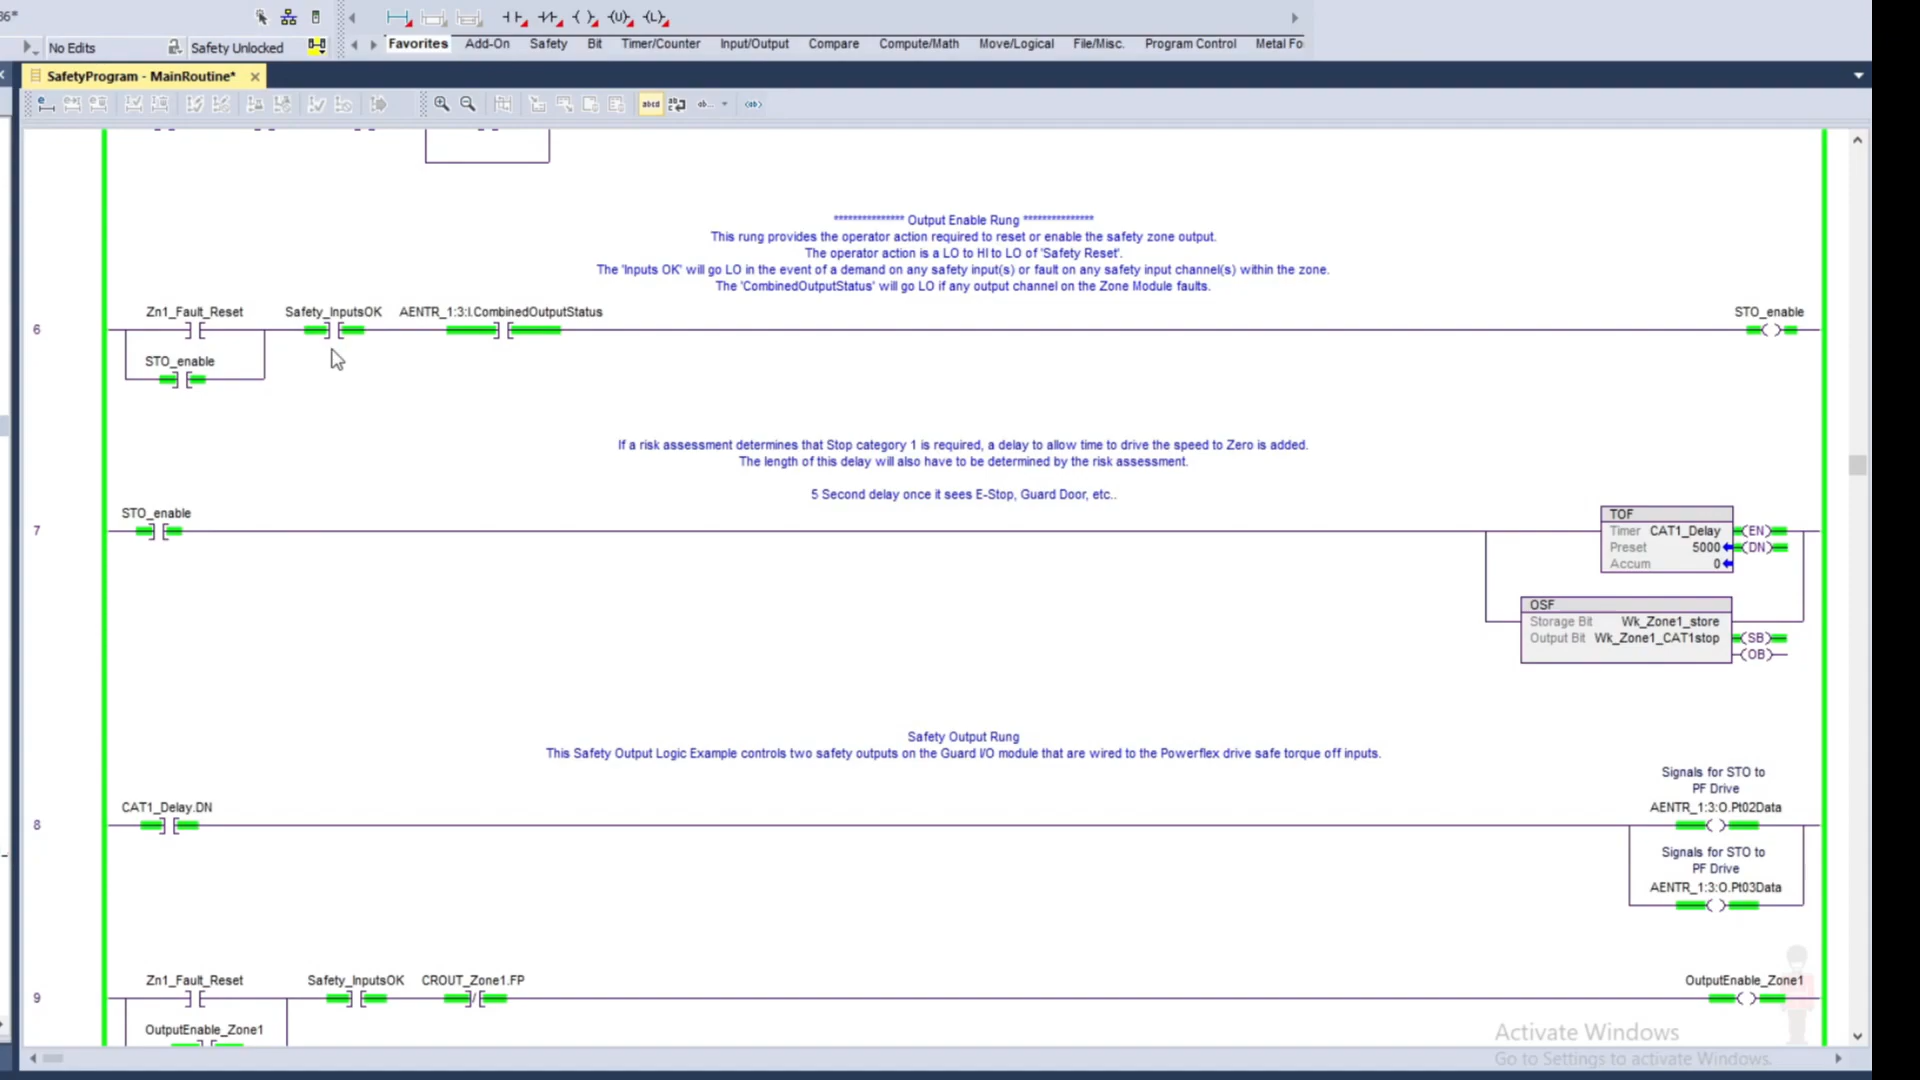 36*
No Edits
Safety Unlocked
Favorites Add-On Safety Bit Timer/Counter Input/Output Compare Compute/Math Move/Logical File/Misc. Program Control Metal Fo
SafetyProgram - MainRoutine*
*************** Output Enable Rung ***************
This rung provides the operator action required to reset or enable the safety zone output.
The operator action is a LO to HI to LO of 'Safety Reset'.
The 'Inputs OK' will go LO in the event of a demand on any safety input(s) or fault on any safety input channel(s) within the zone.
The 'CombinedOutputStatus' will go LO if any output channel on the Zone Module faults.
Zn1_Fault_Reset Safety_InputsOK AENTR_1:3:I.CombinedOutputStatus STO_enable
6
STO_enable
If a risk assessment determines that Stop category 1 is required, a delay to allow time to drive the speed to Zero is added.
The length of this delay will also have to be determined by the risk assessment.
5 Second delay once it sees E-Stop, Guard Door, etc..
STO_enable
7
TOF
Timer CAT1_Delay (EN)
Preset 5000 (DN)
Accum 0
OSF
Storage Bit Wk_Zone1_store
Output Bit Wk_Zone1_CAT1stop (SB)
(OB)
Safety Output Rung
This Safety Output Logic Example controls two safety outputs on the Guard I/O module that are wired to the Powerflex drive safe torque off inputs.
Signals for STO to
PF Drive
CAT1_Delay.DN AENTR_1:3:O.Pt02Data
8
Signals for STO to
PF Drive
AENTR_1:3:O.Pt03Data
Zn1_Fault_Reset Safety_InputsOK CROUT_Zone1.FP OutputEnable_Zone1
9
OutputEnable_Zone1
Activate Windows
Go to Settings to activate Windows.